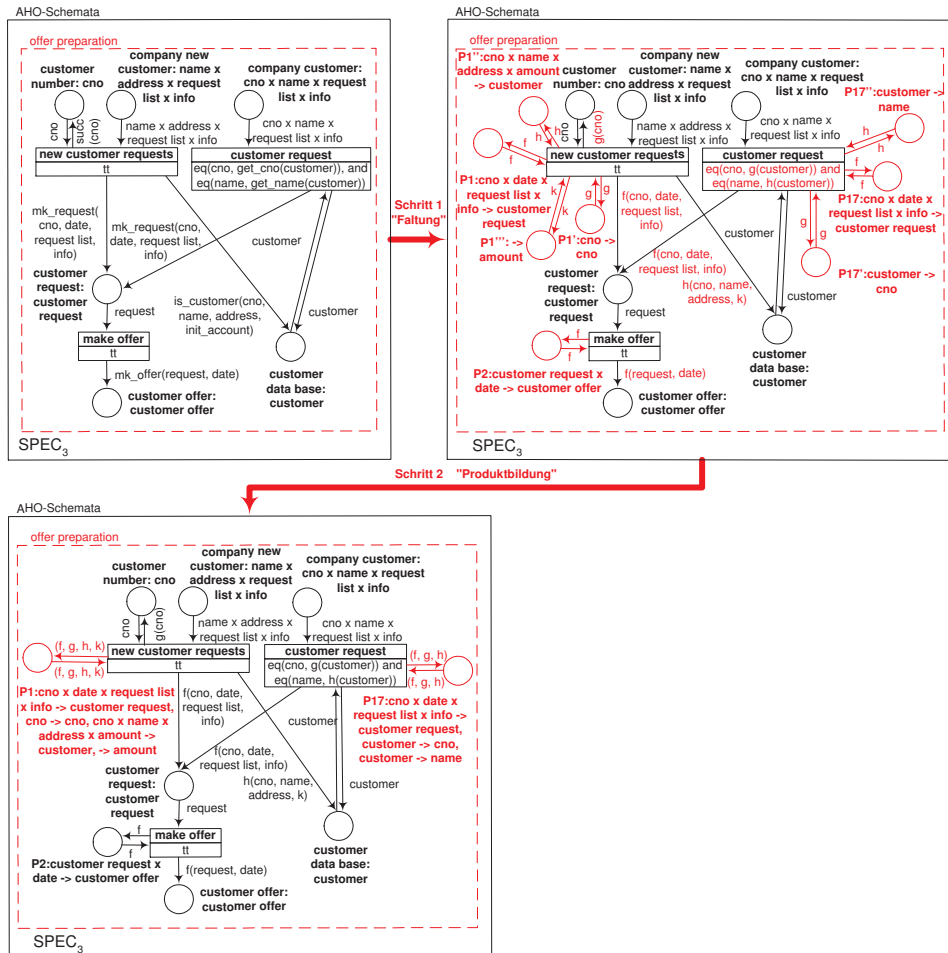 AHO-Schemata
offer preparation
customer
number: cno
company new
customer: name x
address x request
list x info
company customer:
cno x name x request
list x info
cno
succ
(cno)
name x address x
request list x info
cno x name x
request list x info
new customer requests
tt
customer request
eq(cno, get_cno(customer)), and
eq(name, get_name(customer))
mk_request(
cno, date,
request list,
info)
mk_request(cno,
date, request list,
info)
customer
customer
request:
customer
request
request
is_customer(cno,
name, address,
init_account)
customer
make offer
tt
mk_offer(request, date)
customer offer:
customer offer
customer
data base:
customer
SPEC3
Schritt 1
"Faltung"
AHO-Schemata
offer preparation
P1'':cno x name x
address x amount
-> customer
customer
number: cno
company new
customer: name x
address x request
list x info
company customer:
cno x name x request
list x info
P17'':customer ->
name
h
h
f
f
cno
g(cno)
name x address x
request list x info
cno x name x
request list x info
h
h
new customer requests
tt
customer request
eq(cno, g(customer)) and
eq(name, h(customer))
f
f
P1:cno x date x
request list x
info -> customer
request
k
k
g
g
P1''': ->
amount
P1':cno ->
cno
f(cno, date,
request list,
info)
customer
f(cno, date,
request list, info)
h(cno, name,
address, k)
g
g
P17:cno x date x
request list x info ->
customer request
P17':customer ->
cno
customer
request:
customer
request
request
customer
f
f
make offer
tt
P2:customer request x
date -> customer offer
f(request, date)
customer offer:
customer offer
customer
data base:
customer
SPEC3
Schritt 2 "Produktbildung"
AHO-Schemata
offer preparation
customer
number: cno
company new
customer: name x
address x request
list x info
company customer:
cno x name x request
list x info
cno
g(cno)
name x address x
request list x info
cno x name x
request list x info
(f, g, h, k)
(f, g, h, k)
new customer requests
tt
customer request
eq(cno, g(customer)) and
eq(name, h(customer))
(f, g, h)
(f, g, h)
P1:cno x date x request list
x info -> customer request,
cno -> cno, cno x name x
address x amount ->
customer, -> amount
f(cno, date,
request list,
info)
customer
P17:cno x date x
request list x info ->
customer request,
customer -> cno,
customer -> name
f(cno, date,
request list, info)
h(cno, name,
address, k)
customer
request:
customer
request
request
customer
f
f
make offer
tt
P2:customer request x
date -> customer offer
f(request, date)
customer offer:
customer offer
customer
data base:
customer
SPEC3